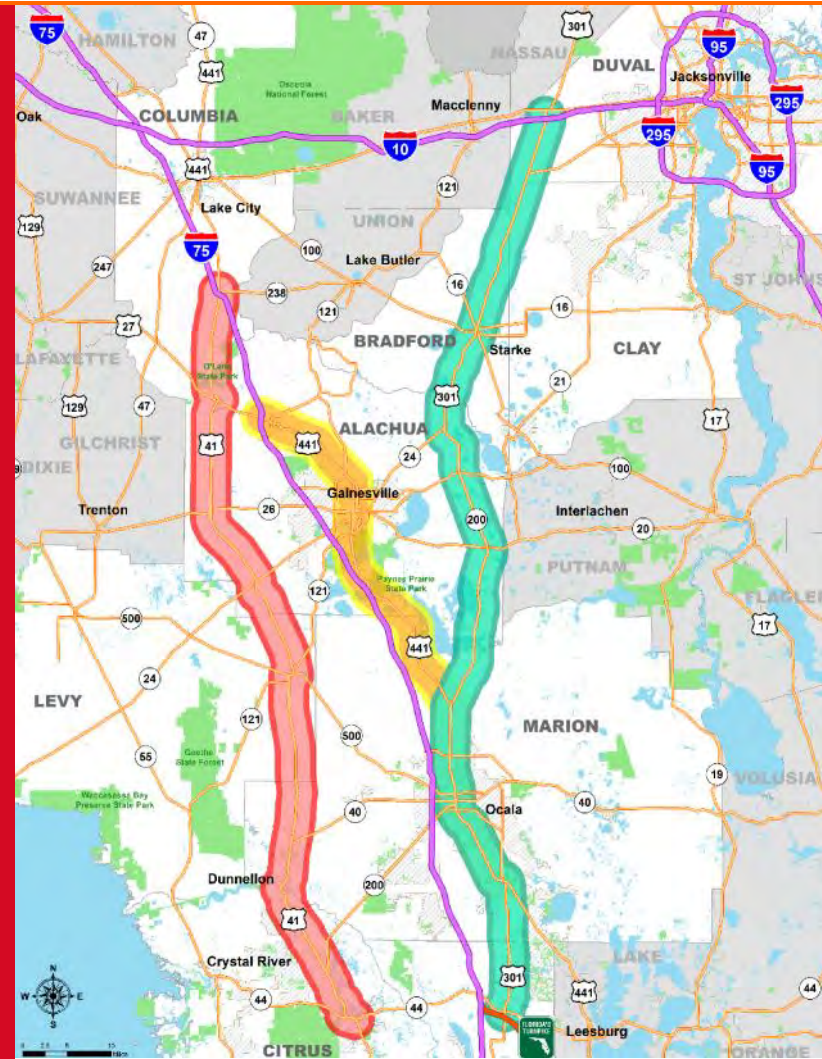 75
HAMILTON
47
441
301
NASSAU
DUVAL
95
Jacksonville
Osceola
National Forest
Macclenny
Oak
COLUMBIA
BAKER
295
10
295
441
121
95
SUWANNEE
Lake City
UNION
129
75
100
Lake Butler
247
238
16
ST JOHNS
27
121
16
BRADFORD
Starke
CLAY
LAFAYETTE
O'Leno
State Park
21
129
47
301
17
GILCHRIST
41
441
ALACHUA
24
100
DIXIE
Gainesville
Trenton
26
200
Interlachen
20
PUTNAM
121
Paynes Prairie
State Park
FLAGLER
500
441
17
24
LEVY
121
500
MARION
55
Goethe
State Forest
19
VOLUSIA
Waccasassa Bay
Preserve State Park
40
Ocala
40
Dunnellon
200
41
Crystal River
LAKE
N
W
E
S
44
44
301
441
44
FLORIDA'S
TURNPIKE
Leesburg
CITRUS
ORANGE
0
Miles